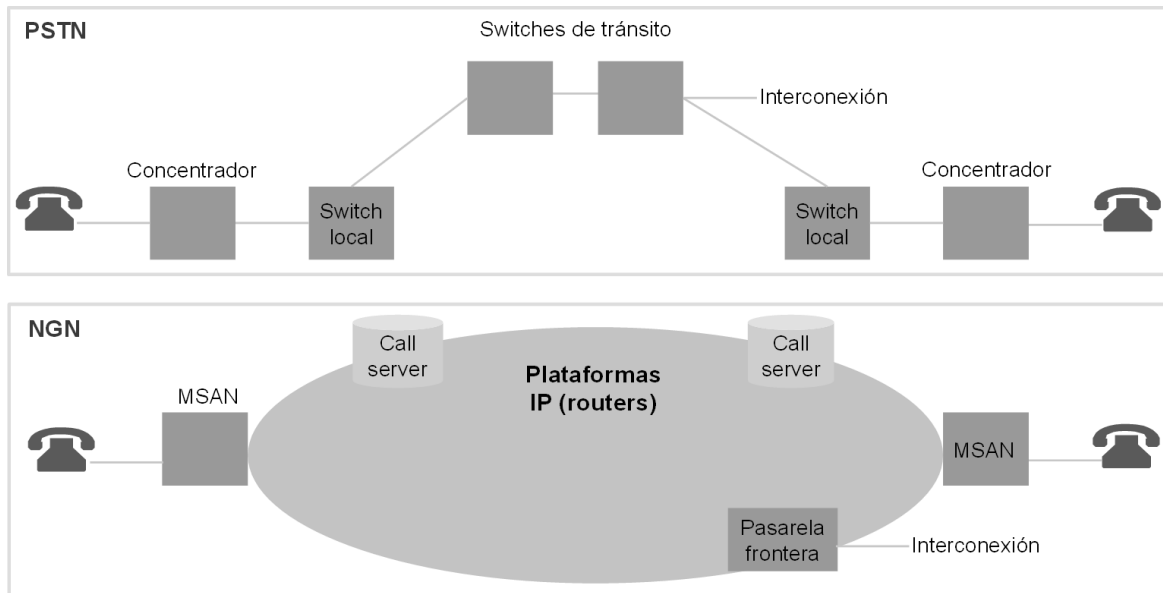 PSTN
Switches de tránsito
Interconexión
Concentrador
Concentrador
Switch
local
Switch
local
NGN
Call
server
Call
server
Plataformas
IP (routers)
MSAN
MSAN
Pasarela
frontera
Interconexión